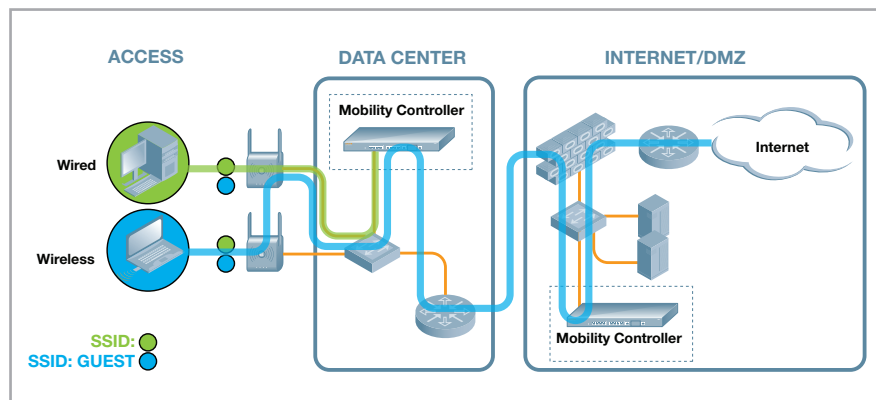 ACCESS
DATA CENTER
INTERNET/DMZ
Mobility Controller
Wired
Internet
Wireless
SSID:
SSID: GUEST
Mobility Controller